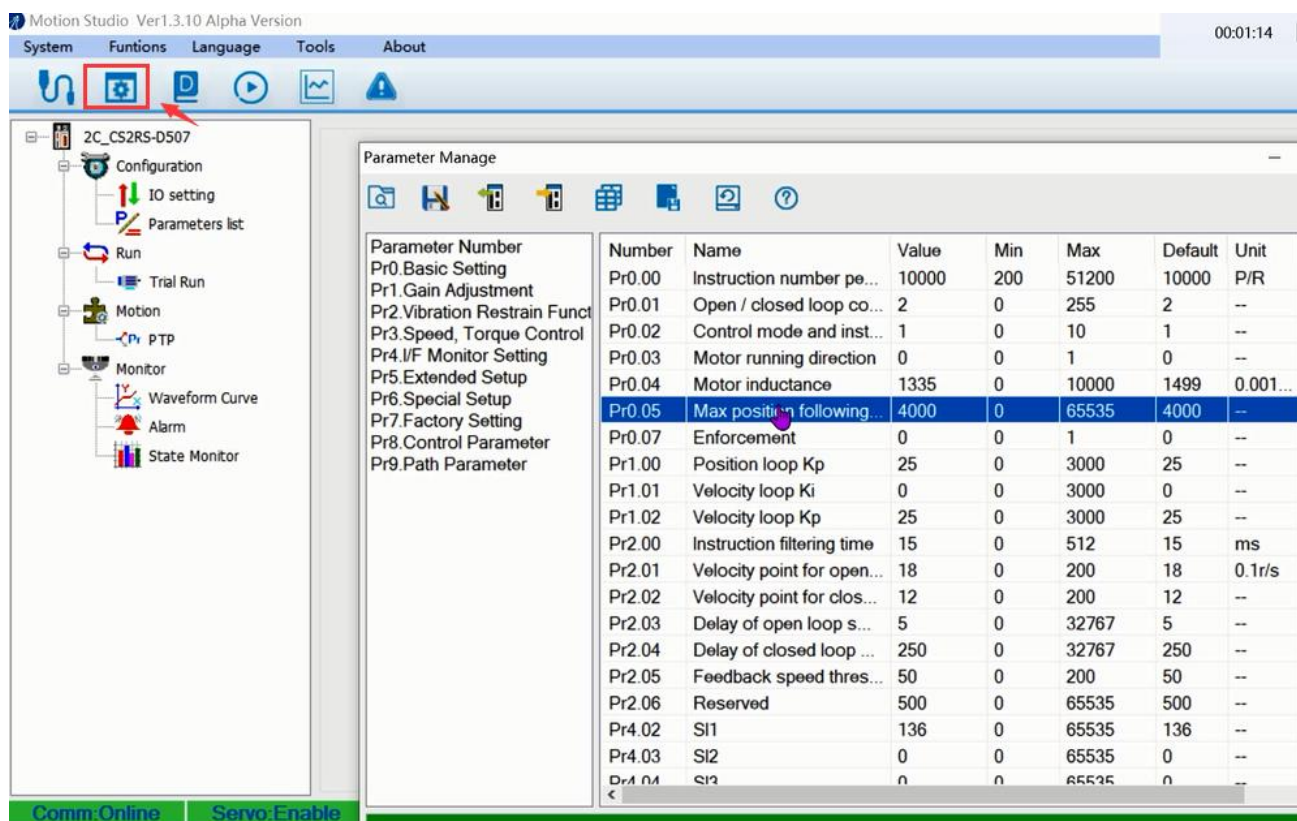 Motion Studio Ver1.3.10 Alpha Version
00:01:14
System Funtions Language Tools About
2C_CS2RS-D507
Configuration
IO setting
Parameters list
Run
Trial Run
Motion
PTP
Monitor
Waveform Curve
Alarm
State Monitor
Comm:Online Servo:Enable
Parameter Manage
Parameter Number
Pr0.Basic Setting
Pr1.Gain Adjustment
Pr2.Vibration Restrain Funct
Pr3.Speed, Torque Control
Pr4.I/F Monitor Setting
Pr5.Extended Setup
Pr6.Special Setup
Pr7.Factory Setting
Pr8.Control Parameter
Pr9.Path Parameter
Number Name Value Min Max Default Unit
Pr0.00 Instruction number pe... 10000 200 51200 10000 P/R
Pr0.01 Open / closed loop co... 2 0 255 2 --
Pr0.02 Control mode and inst... 1 0 10 1 --
Pr0.03 Motor running direction 0 0 1 0 --
Pr0.04 Motor inductance 1335 0 10000 1499 0.001...
Pr0.05 Max position following... 4000 0 65535 4000 --
Pr0.07 Enforcement 0 0 1 0 --
Pr1.00 Position loop Kp 25 0 3000 25 --
Pr1.01 Velocity loop Ki 0 0 3000 0 --
Pr1.02 Velocity loop Kp 25 0 3000 25 --
Pr2.00 Instruction filtering time 15 0 512 15 ms
Pr2.01 Velocity point for open... 18 0 200 18 0.1r/s
Pr2.02 Velocity point for clos... 12 0 200 12 --
Pr2.03 Delay of open loop s... 5 0 32767 5 --
Pr2.04 Delay of closed loop ... 250 0 32767 250 --
Pr2.05 Feedback speed thres... 50 0 200 50 --
Pr2.06 Reserved 500 0 65535 500 --
Pr4.02 SI1 136 0 65535 136 --
Pr4.03 SI2 0 0 65535 0 --
Pr4.04 SI3 0 0 65535 0 --